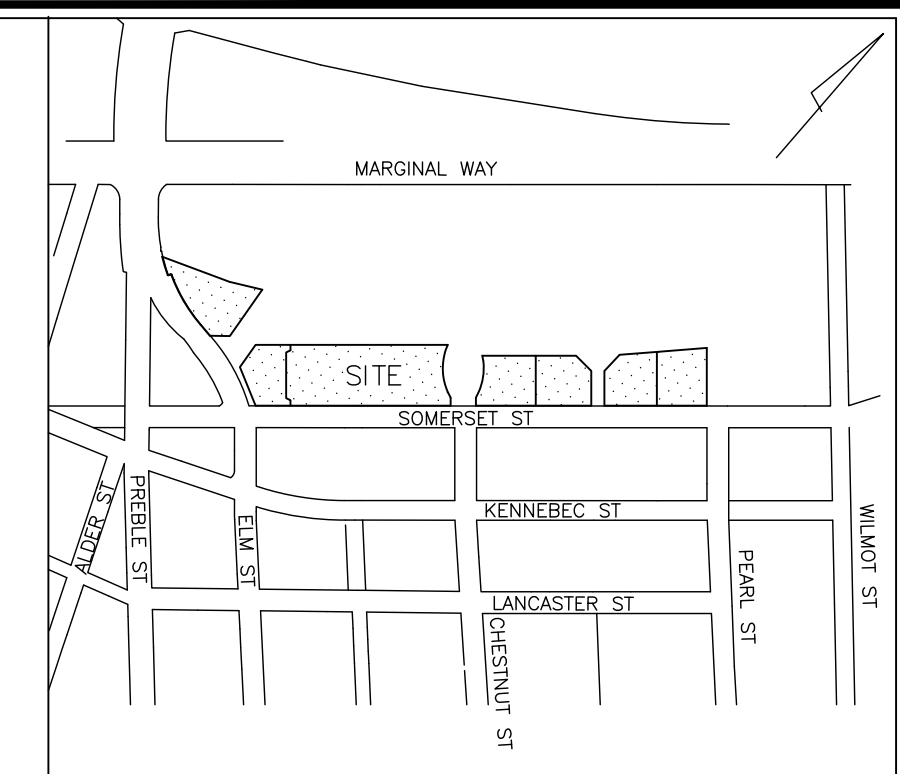 MARGINAL WAY
SITE
SOMERSET ST
KENNEBEC ST
ALDER ST
PREBLE ST
ELM ST
WILMOT ST
PEARL ST
LANCASTER ST
CHESTNUT ST